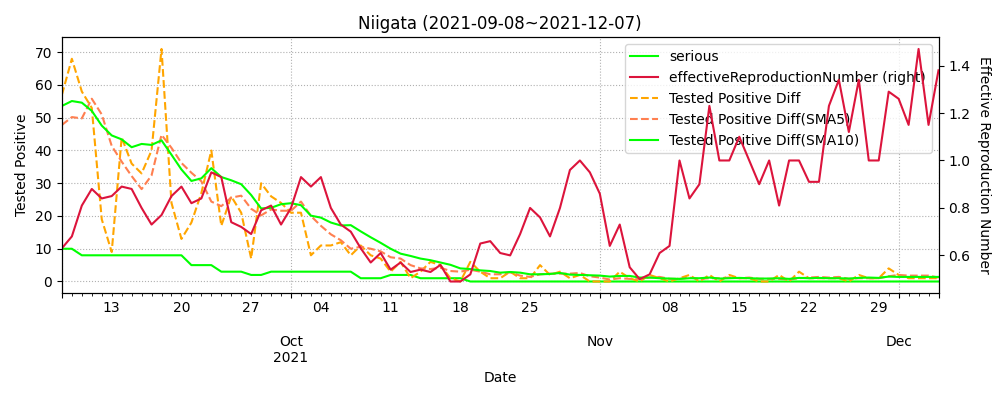 Niigata (2021-09-08~2021-12-07)
serious
effectiveReproductionNumber (right)
Tested Positive Diff
Tested Positive Diff(SMA5)
Tested Positive Diff(SMA10)
Tested Positive
70
60
50
40
30
20
10
0
1.4
1.2
1.0
0.8
0.6
Effective Reproduction Number
13 20 27 04 11 18 25 08 15 22 29
Oct Nov Dec
2021
Date